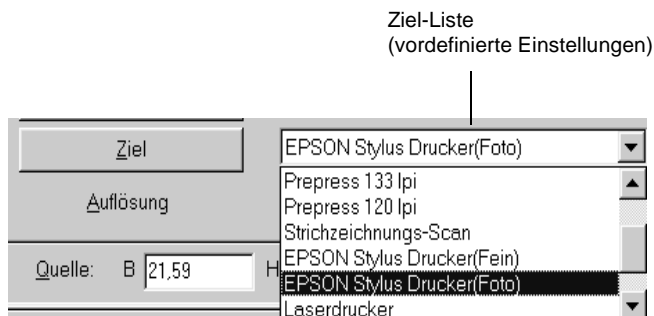 Ziel-Liste
(vordefinierte Einstellungen)
Ziel
EPSON Stylus Drucker(Foto)
Auflösung
Prepress 133 lpi
Prepress 120 lpi
Strichzeichnungs-Scan
EPSON Stylus Drucker(Fein)
EPSON Stylus Drucker(Foto)
Laserdrucker
Quelle: B 21,59 H